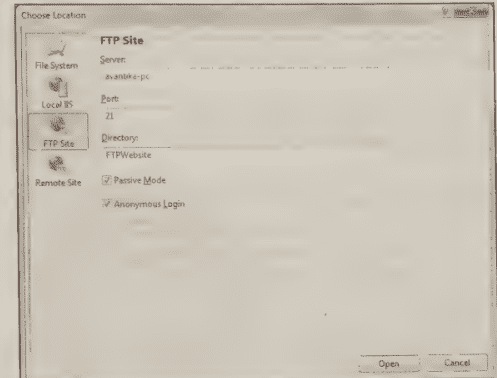 Choose Location
File System
Local IIS
FTP Site
Remote Site
FTP Site
Server:
avantika-pc
Port:
21
Directory:
FTPWebsite
Passive Mode
Anonymous Login
Open
Cancel